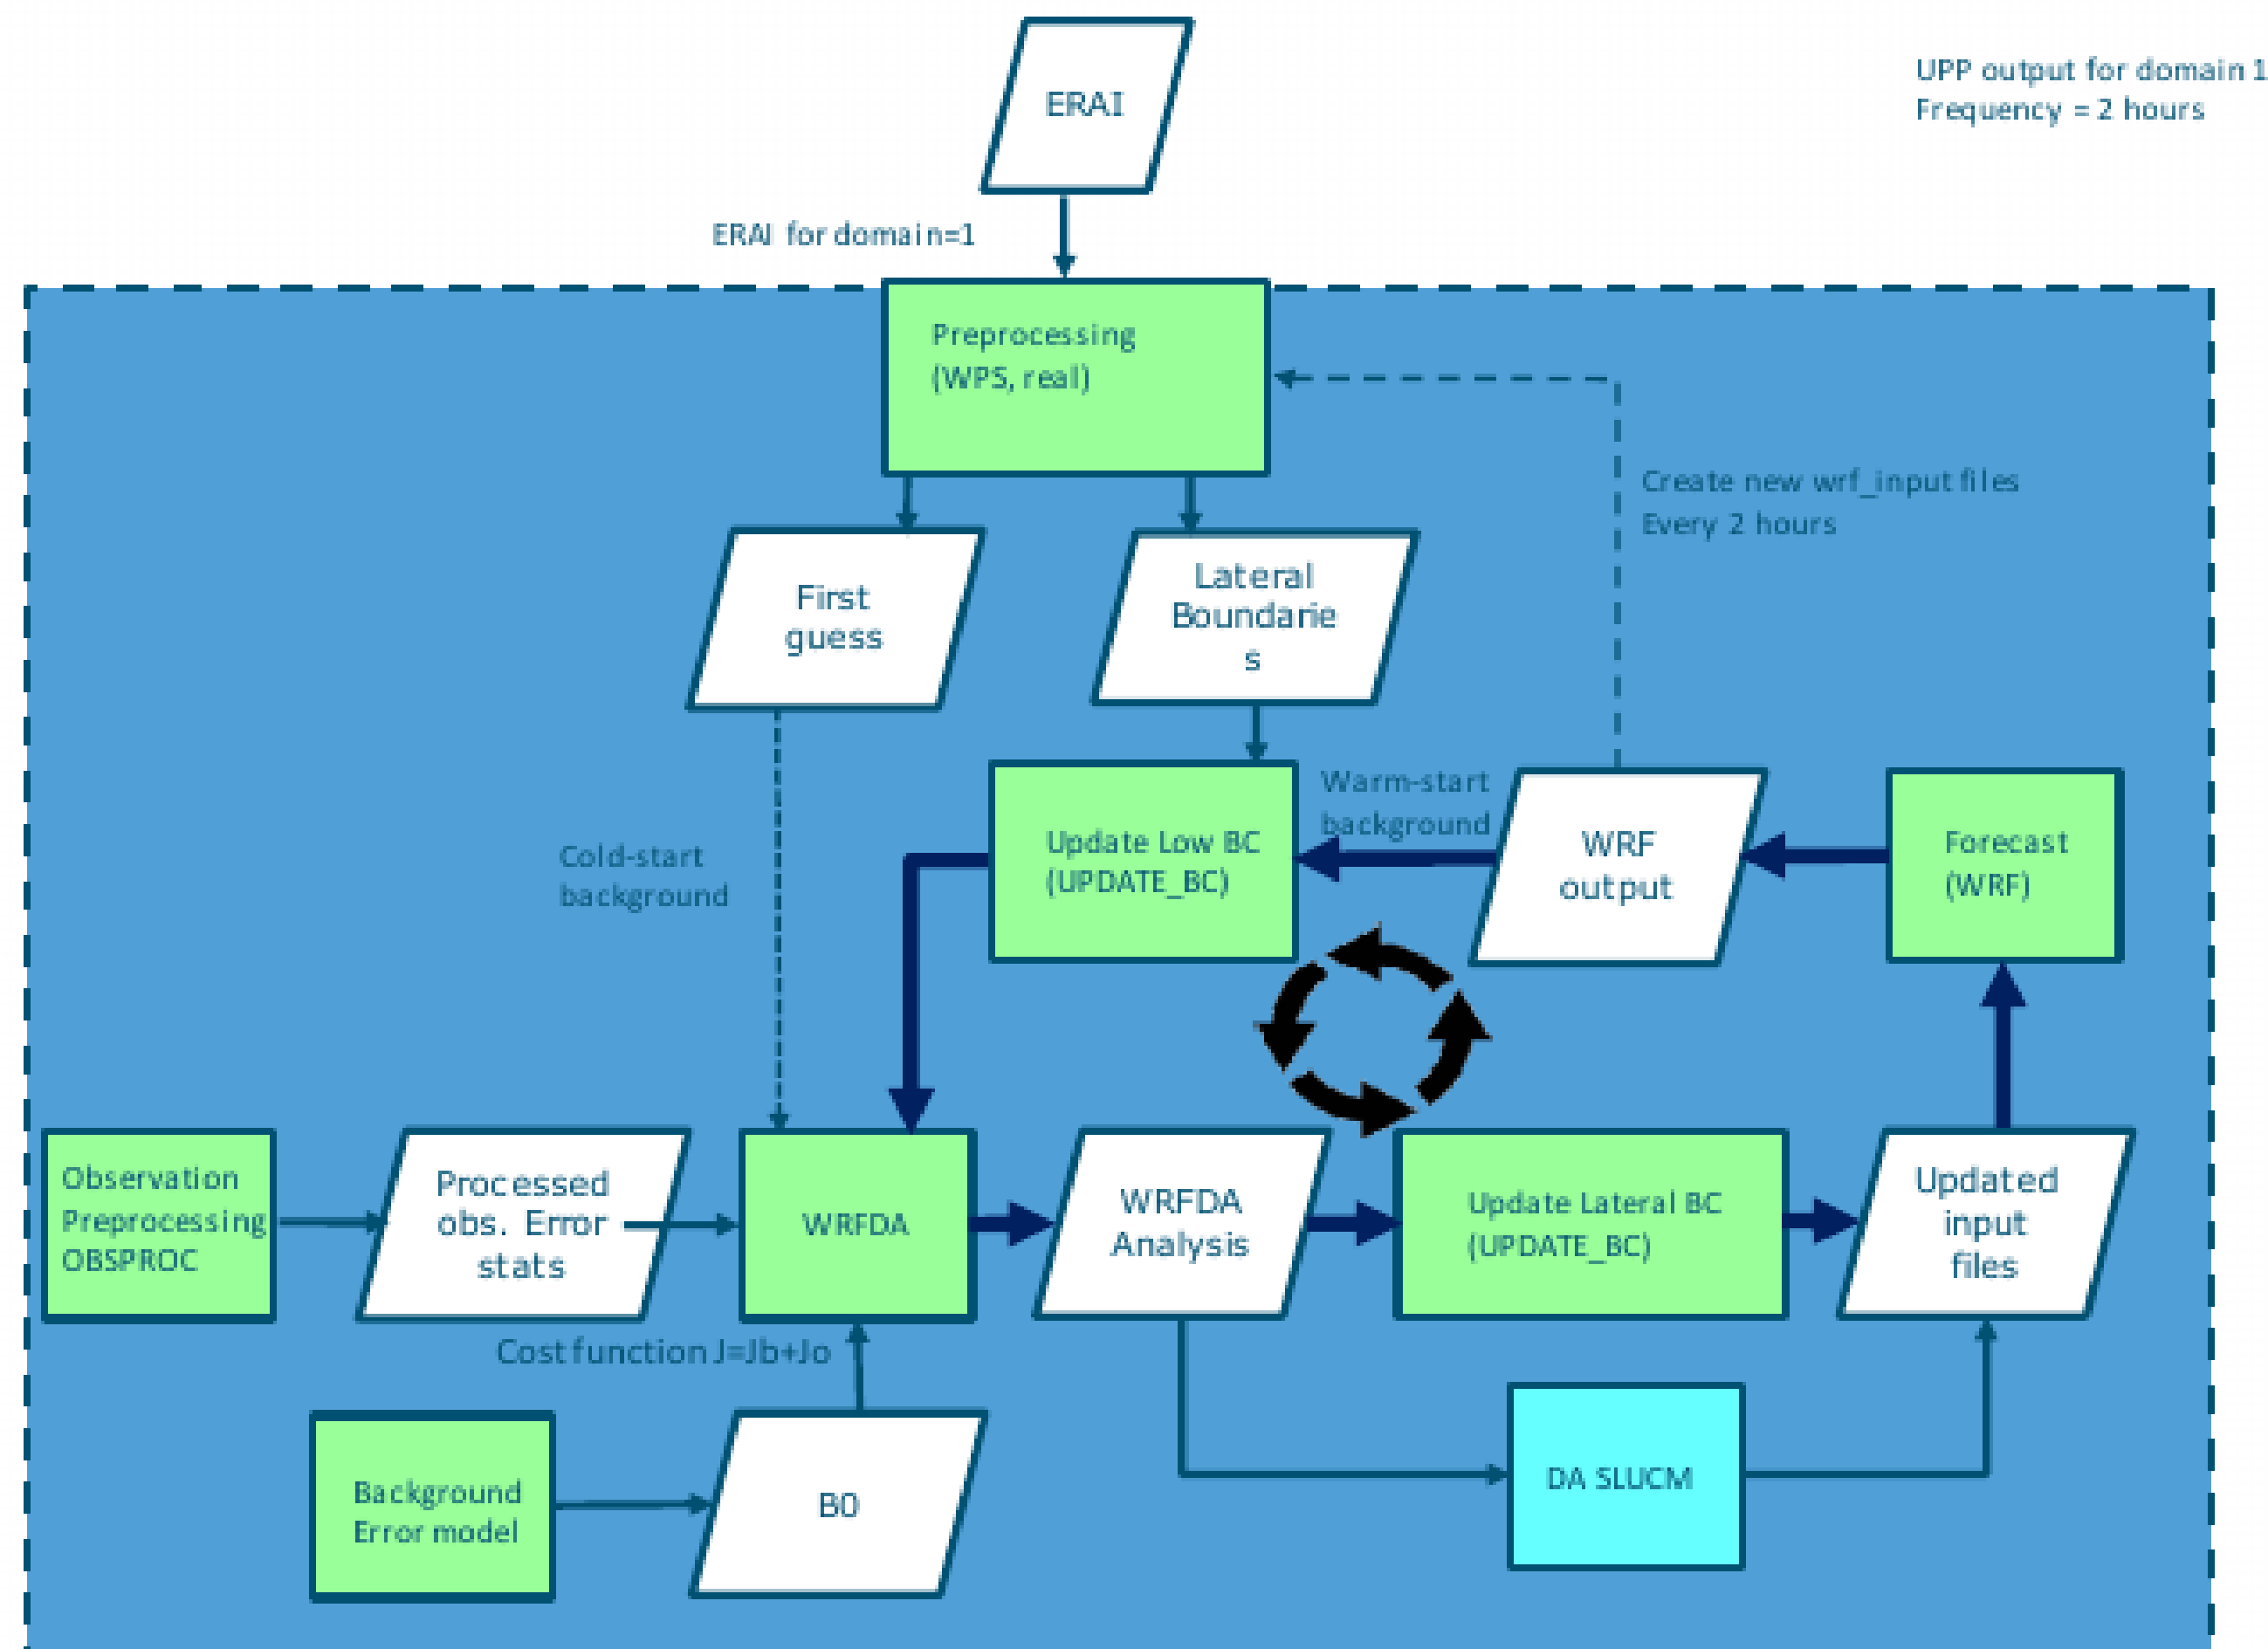 ERAI
UPP output for domain 1
Frequency = 2 hours
ERAI for domain=1
Preprocessing
(WPS, real)
Create new wrf_input files
Every 2 hours
First
guess
Lateral
Boundarie
s
Cold-start
background
Update Low BC
(UPDATE_BC)
Warm-start
background
WRF
output
Forecast
(WRF)
Observation
Preprocessing
OBSPROC
Processed
obs. Error
stats
WRFDA
WRFDA
Analysis
Update Lateral BC
(UPDATE_BC)
Updated
input
files
Cost function J=Jb+Jo
Background
Error model
B0
DA SLUCM